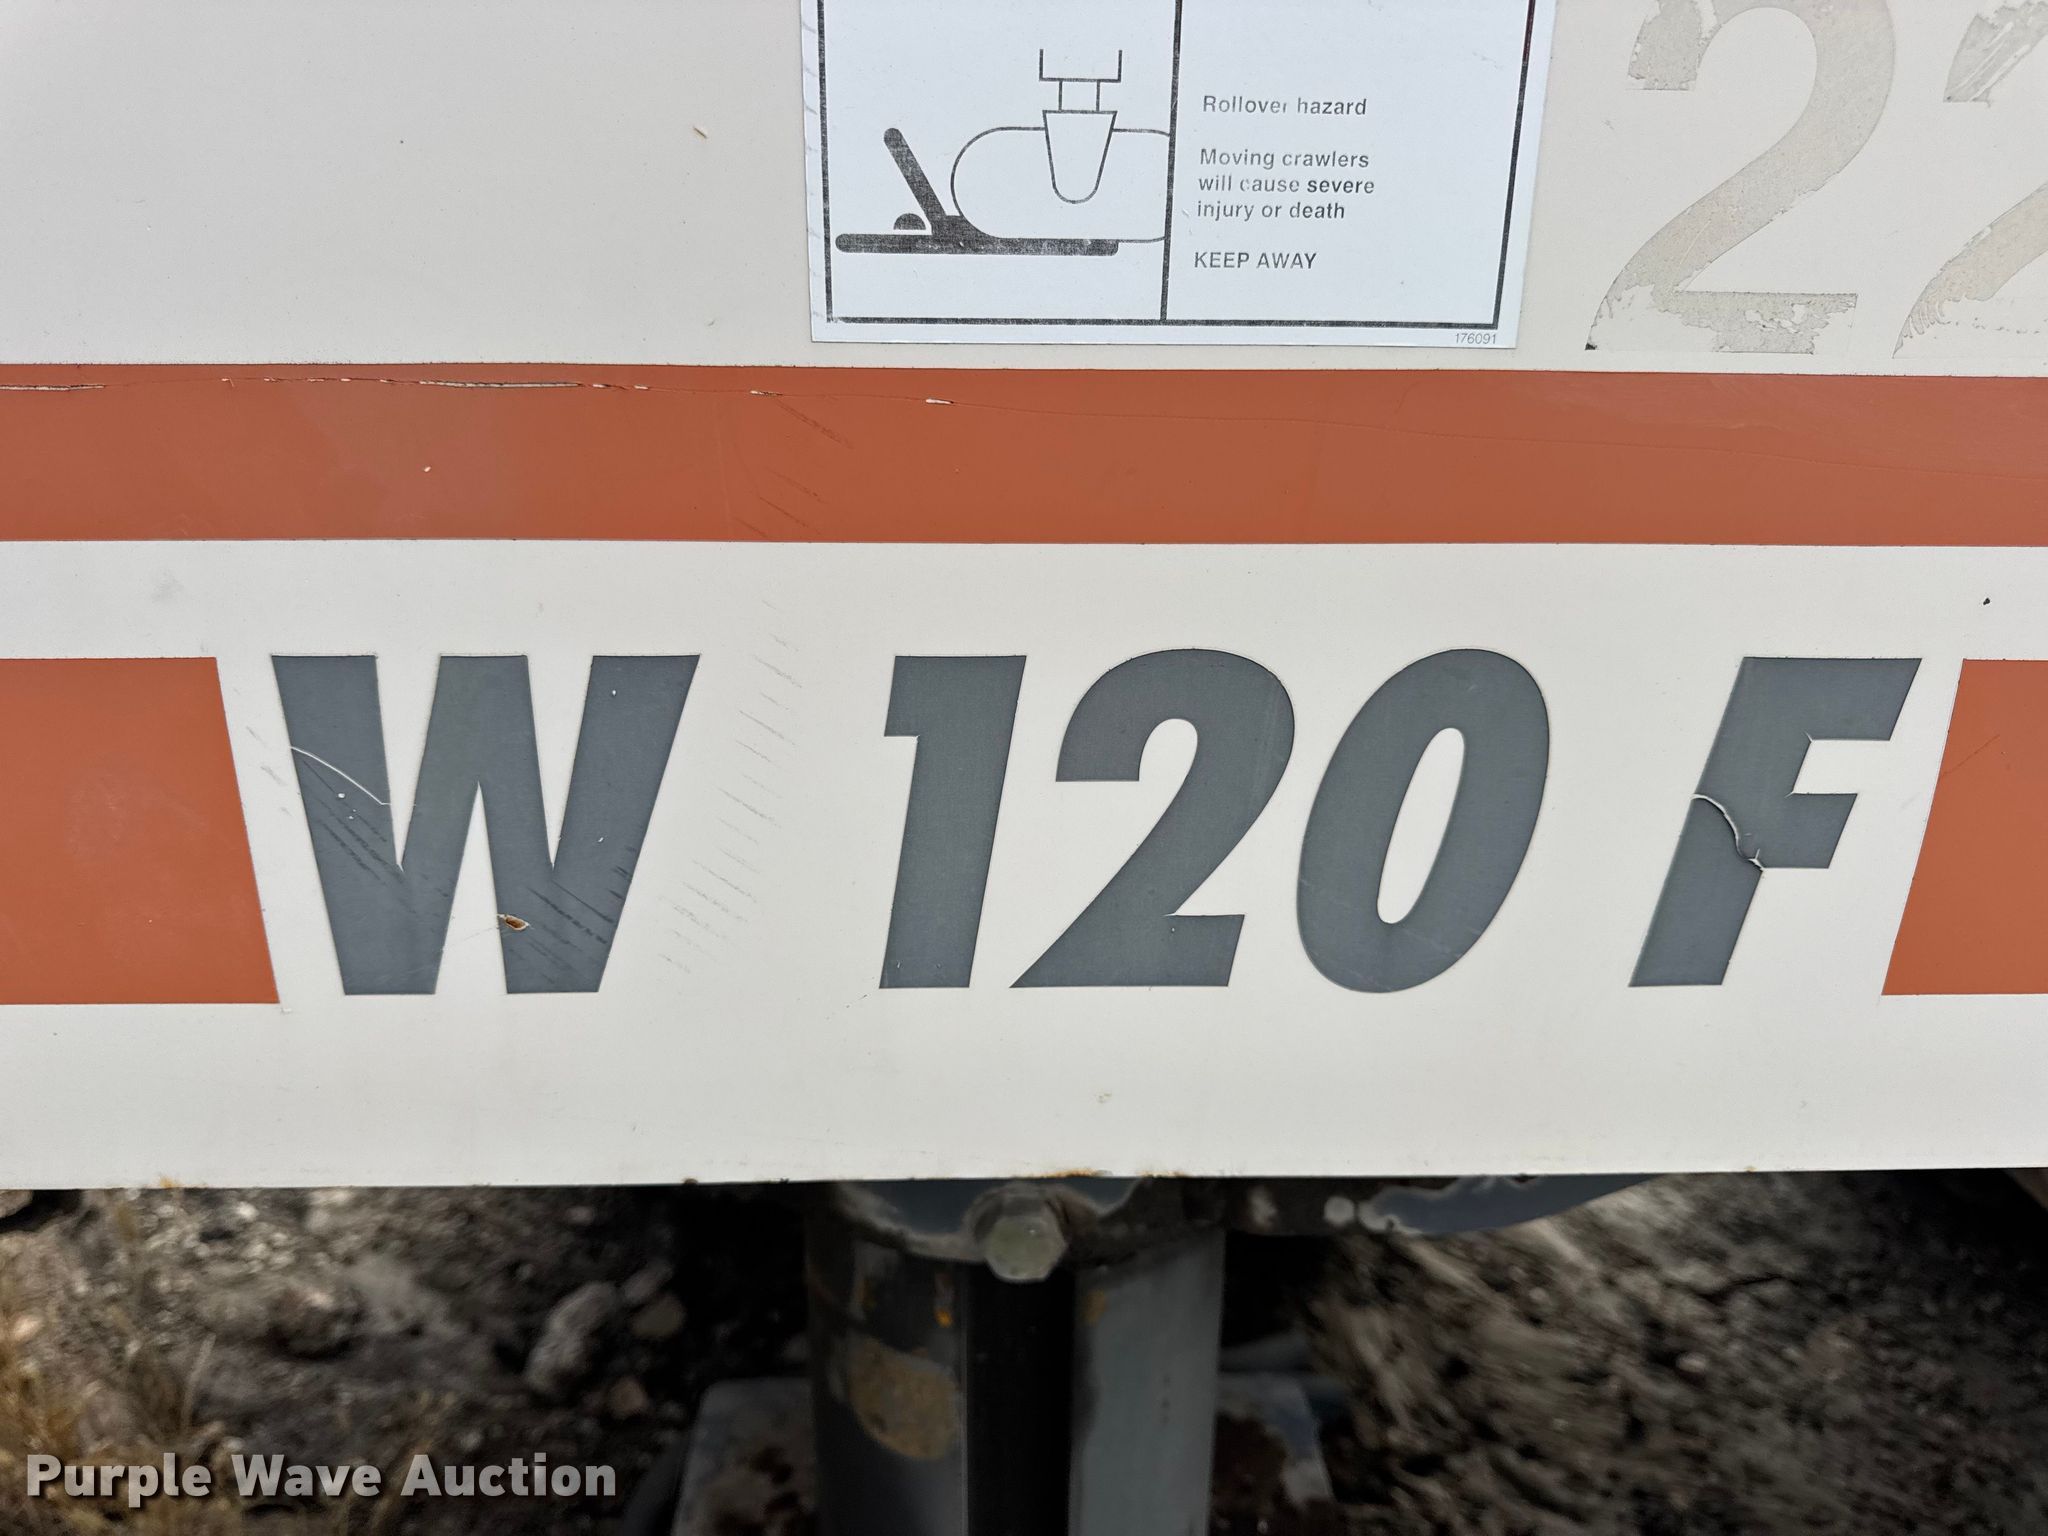 Rollover hazard
Moving crawlers
will cause severe
injury or death
KEEP AWAY
176091
22
W 120 F
Purple Wave Auction